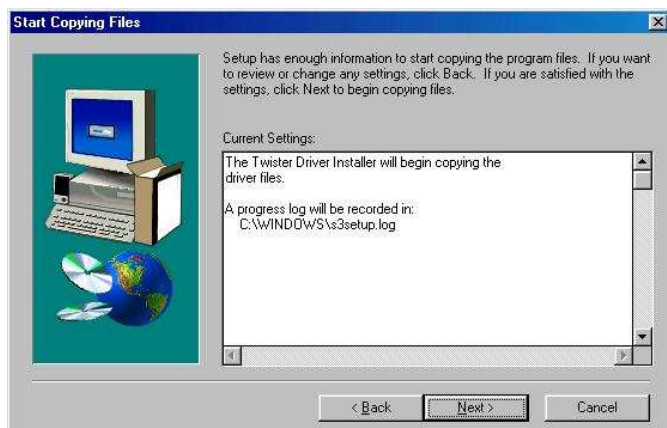 Start Copying Files
Setup has enough information to start copying the program files. If you want
to review or change any settings, click Back. If you are satisfied with the
settings, click Next to begin copying files.
Current Settings:
The Twister Driver Installer will begin copying the
driver files.
A progress log will be recorded in:
C:\WINDOWS\s3setup.log
< Back
Next >
Cancel